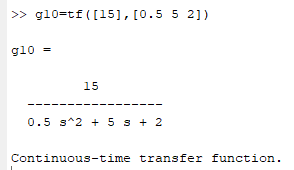 >> g10=tf([15],[0.5 5 2])
g10 =
15
-----------------
0.5 s^2 + 5 s + 2
Continuous-time transfer function.